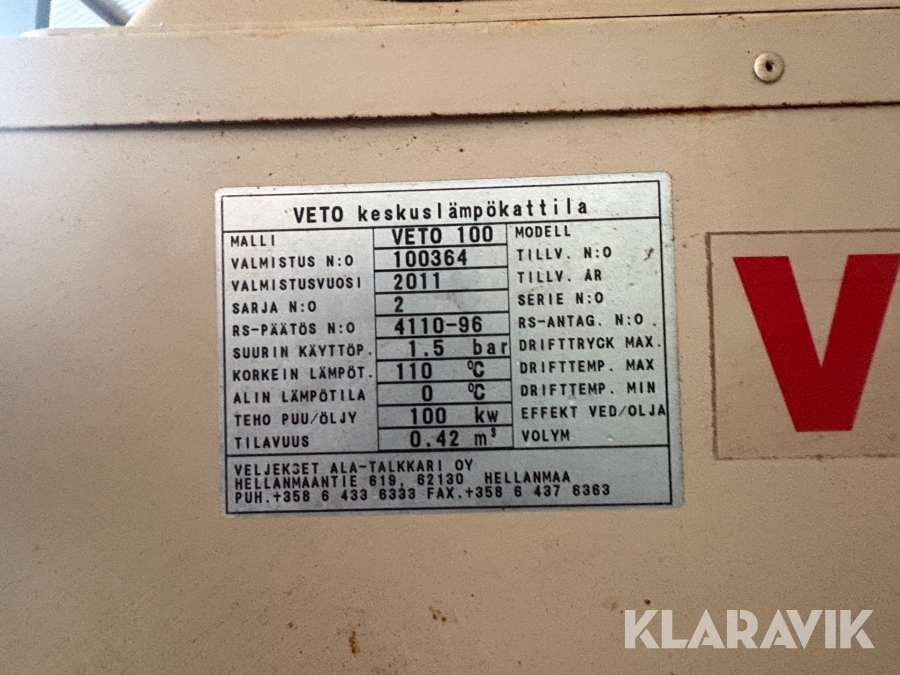 VETO keskuslämpökattila
MALLI VETO 100 MODELL
VALMISTUS N:O 100364 TILLV. N:O
VALMISTUSVUOSI 2011 TILLV. ÅR
SARJA N:O 2 SERIE N:O
RS-PÄÄTÖS N:O 4110-96 RS-ANTAG. N:O.
SUURIN KÄYTTÖP. 1.5 bar DRIFTTRYCK MAX.
KORKEIN LÄMPÖT. 110 °C DRIFTTEMP. MAX
ALIN LÄMPÖTILA 0 °C DRIFTTEMP. MIN
TEHO PUU/ÖLJY 100 kw EFFEKT VED/OLJA
TILAVUUS 0.42 m³ VOLYM
VELJEKSET ALA-TALKKARI OY
HELLANMAANTIE 619, 62130 HELLANMAA
PUH.+358 6 433 6333 FAX.+358 6 437 6363
V
KLARAVIK